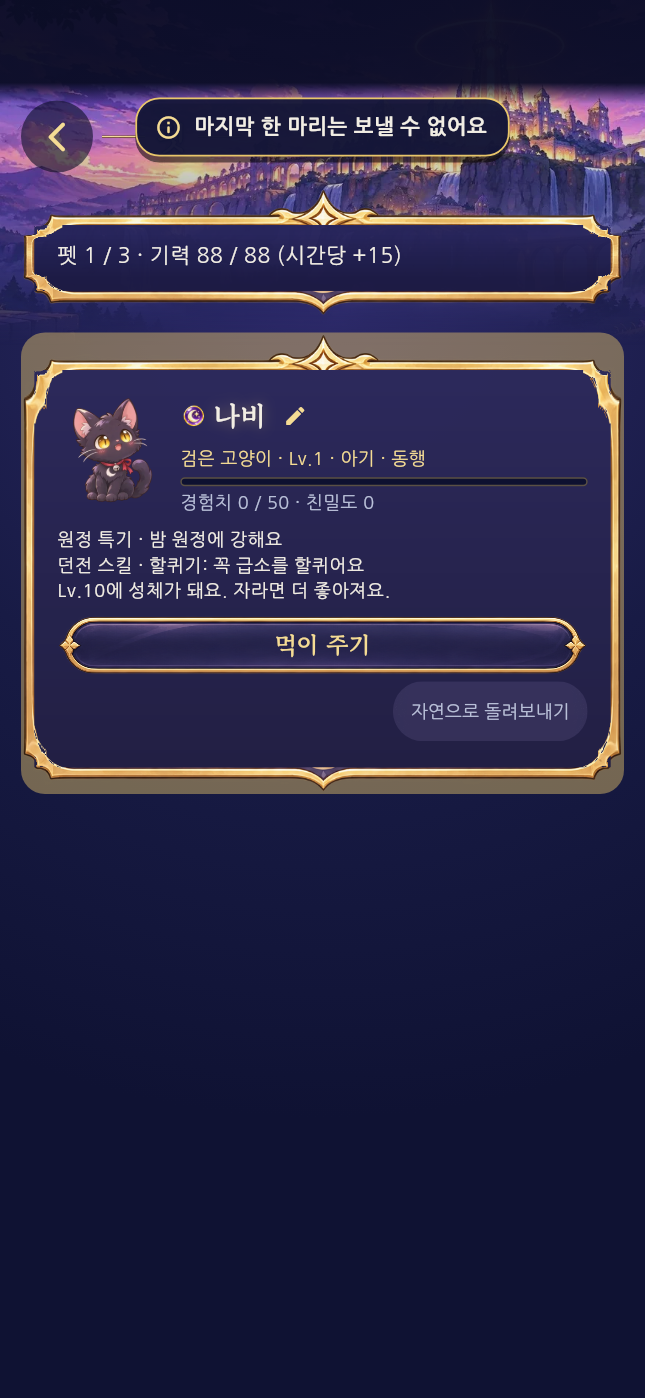 마지막 한 마리는 보낼 수 없어요
펫 1 / 3 · 기력 88 / 88 (시간당 +15)
나비
검은 고양이 · Lv.1 · 아기 · 동행
경험치 0 / 50 · 친밀도 0
원정 특기 · 밤 원정에 강해요
던전 스킬 · 할퀴기: 꼭 급소를 할퀴어요
Lv.10에 성체가 돼요. 자라면 더 좋아져요.
먹이 주기
자연으로 돌려보내기